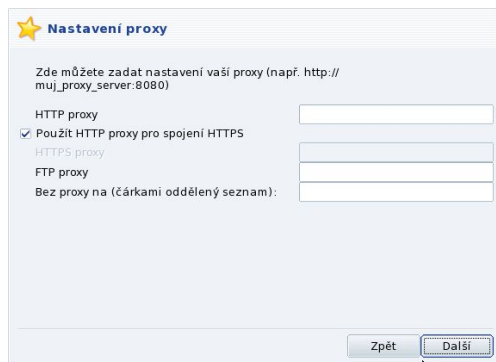 Nastavení proxy
Zde můžete zadat nastavení vaší proxy (např. http://
muj_proxy_server:8080)
HTTP proxy
Použít HTTP proxy pro spojení HTTPS
HTTPS proxy
FTP proxy
Bez proxy na (čárkami oddělený seznam):
Zpět
Další